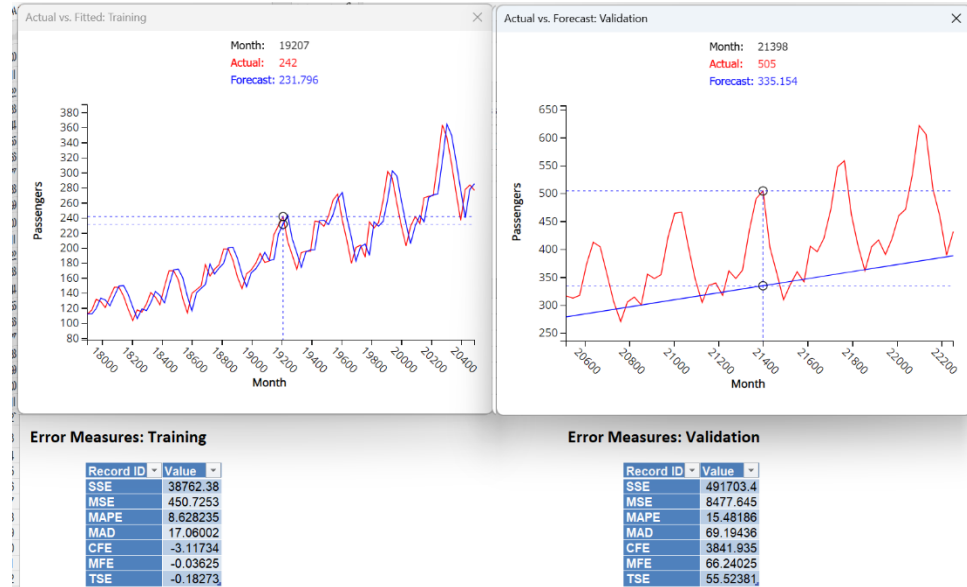 Actual vs. Fitted: Training
Month: 19207
Actual: 242
Forecast: 231.796
380
360
340
320
300
280
260
240
220
200
180
160
140
120
100
80
Passengers
18000 18200 18400 18600 18800 19000 19200 19400 19600 19800 20000 20200 20400
Month
Actual vs. Forecast: Validation
Month: 21398
Actual: 505
Forecast: 335.154
650
600
550
500
450
400
350
300
250
Passengers
20600 20800 21000 21200 21400 21600 21800 22000 22200
Month
Error Measures: Training
Record ID Value
SSE 38762.38
MSE 450.7253
MAPE 8.628235
MAD 17.06002
CFE -3.11734
MFE -0.03625
TSE -0.18273
Error Measures: Validation
Record ID Value
SSE 491703.4
MSE 8477.645
MAPE 15.48186
MAD 69.19436
CFE 3841.935
MFE 66.24025
TSE 55.52381